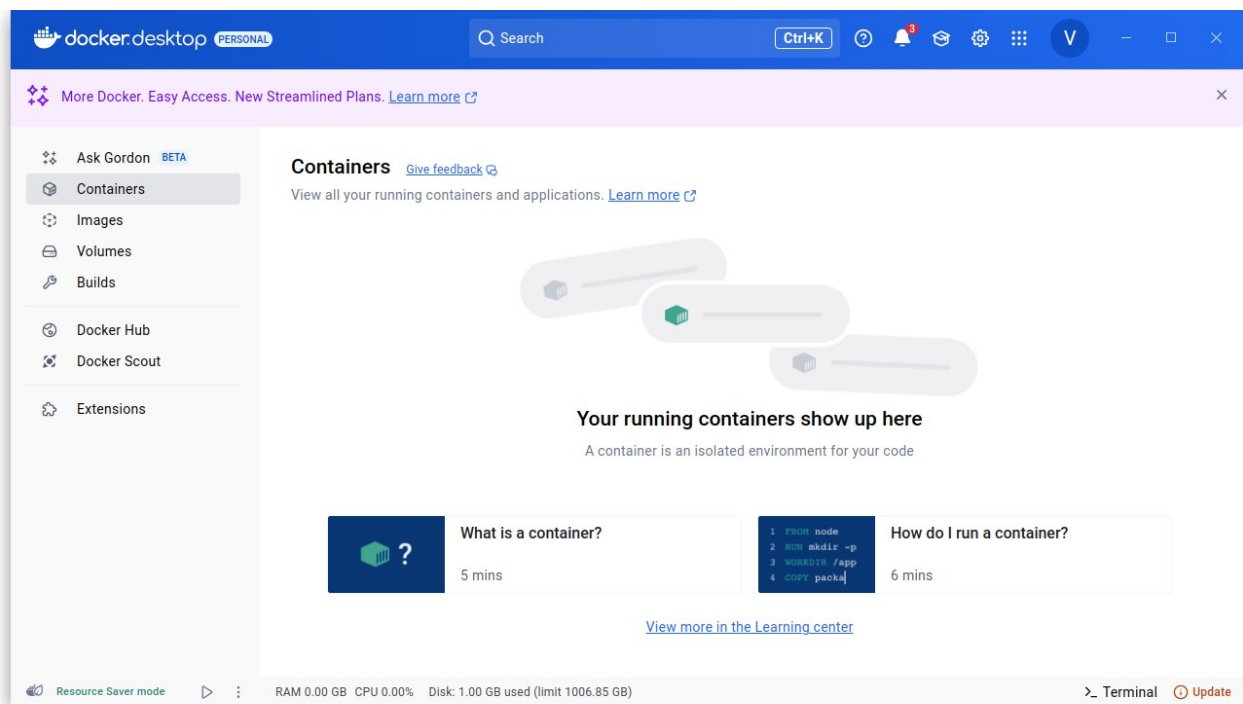 docker.desktop PERSONAL Search Ctrl+K 3 V
More Docker. Easy Access. New Streamlined Plans. Learn more
Ask Gordon BETA
Containers
Images
Volumes
Builds
Docker Hub
Docker Scout
Extensions
Containers Give feedback
View all your running containers and applications. Learn more
Your running containers show up here
A container is an isolated environment for your code
?
What is a container?
5 mins
1 FROM node
2 RUN mkdir -p
3 WORKDIR /app
4 COPY packa
How do I run a container?
6 mins
View more in the Learning center
Resource Saver mode RAM 0.00 GB CPU 0.00% Disk: 1.00 GB used (limit 1006.85 GB) >_ Terminal Update